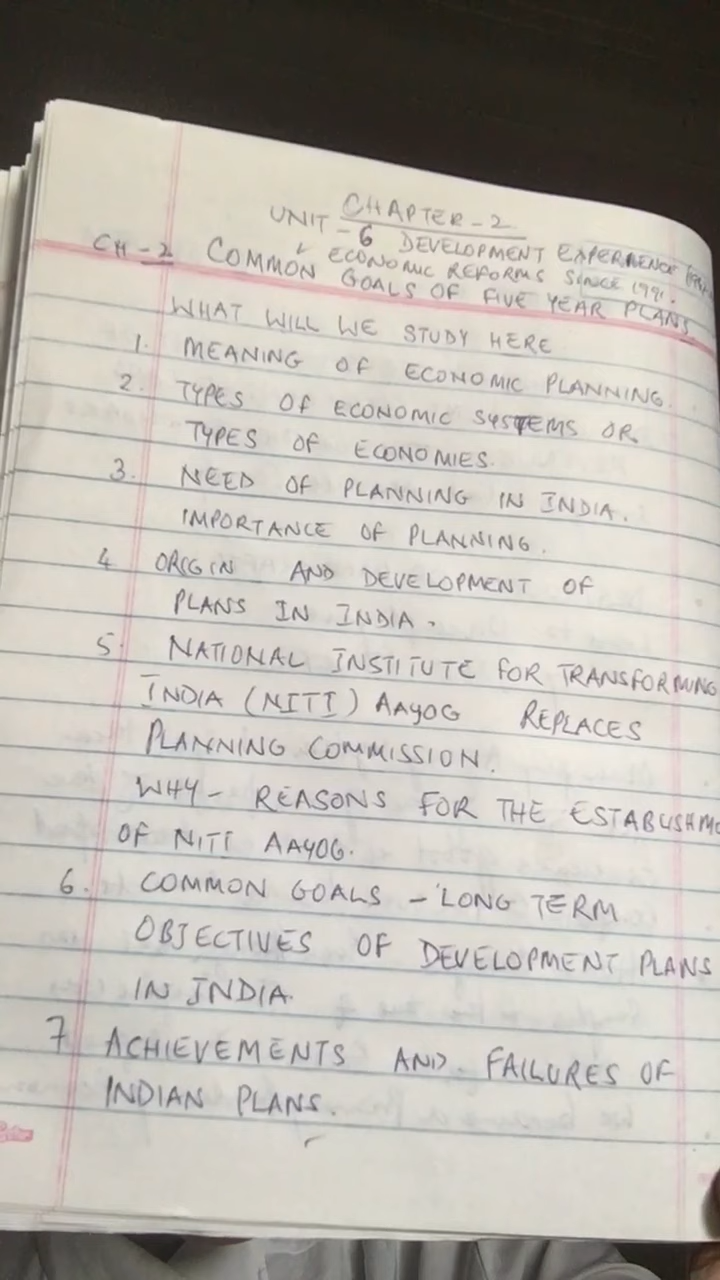 CHAPTER - 2
UNIT - 6 DEVELOPMENT EXPERIENCE
& ECONOMIC REFORMS SINCE 1991.
CH - 2 COMMON GOALS OF FIVE YEAR PLANS
WHAT WILL WE STUDY HERE
1. MEANING OF ECONOMIC PLANNING.
2. TYPES OF ECONOMIC SYSTEMS OR
TYPES OF ECONOMIES.
3. NEED OF PLANNING IN INDIA.
IMPORTANCE OF PLANNING.
4 ORIGIN AND DEVELOPMENT OF
PLANS IN INDIA.
5. NATIONAL INSTITUTE FOR TRANSFORMING
INDIA (NITI) AAYOG REPLACES
PLANNING COMMISSION.
WHY - REASONS FOR THE ESTABLISHM
OF NITI AAYOG.
6. COMMON GOALS - LONG TERM
OBJECTIVES OF DEVELOPMENT PLANS
IN INDIA.
7 ACHIEVEMENTS AND FAILURES OF
INDIAN PLANS.